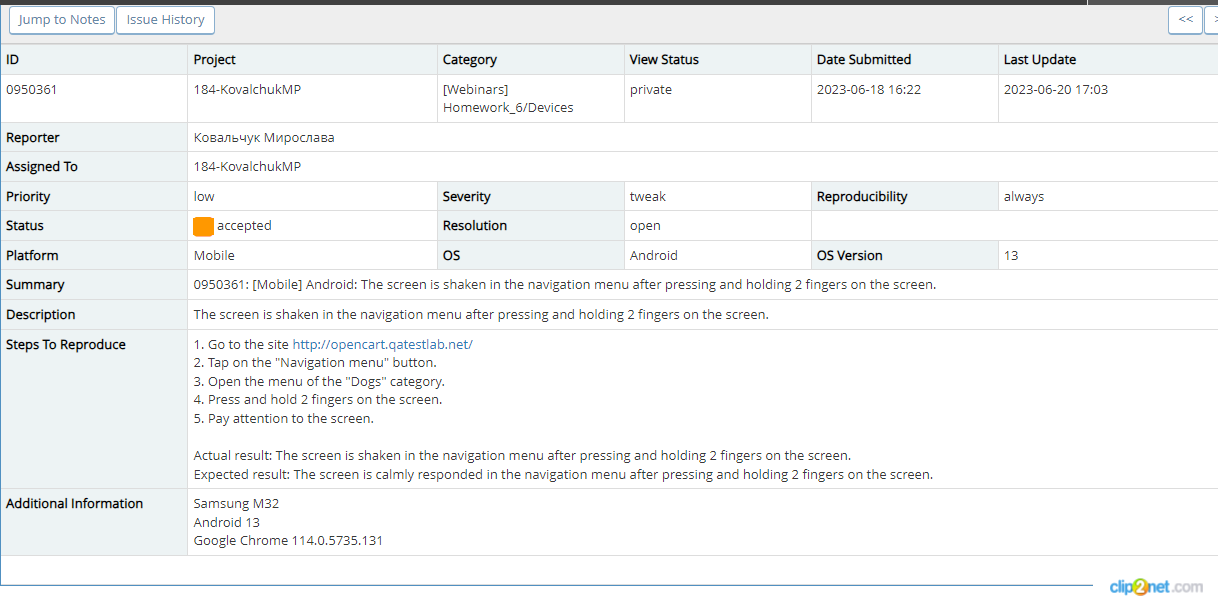 Jump to Notes Issue History <<
ID Project Category View Status Date Submitted Last Update
0950361 184-KovalchukMP [Webinars] Homework_6/Devices private 2023-06-18 16:22 2023-06-20 17:03
Reporter Ковальчук Мирослава
Assigned To 184-KovalchukMP
Priority low Severity tweak Reproducibility always
Status accepted Resolution open
Platform Mobile OS Android OS Version 13
Summary 0950361: [Mobile] Android: The screen is shaken in the navigation menu after pressing and holding 2 fingers on the screen.
Description The screen is shaken in the navigation menu after pressing and holding 2 fingers on the screen.
Steps To Reproduce 1. Go to the site http://opencart.qatestlab.net/
2. Tap on the "Navigation menu" button.
3. Open the menu of the "Dogs" category.
4. Press and hold 2 fingers on the screen.
5. Pay attention to the screen.
Actual result: The screen is shaken in the navigation menu after pressing and holding 2 fingers on the screen.
Expected result: The screen is calmly responded in the navigation menu after pressing and holding 2 fingers on the screen.
Additional Information Samsung M32
Android 13
Google Chrome 114.0.5735.131
clip2net.com